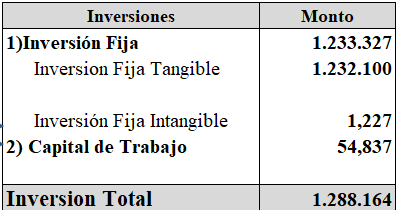 Inversiones Monto
1)Inversión Fija 1.233.327
Inversion Fija Tangible 1.232.100
Inversión Fija Intangible 1,227
2) Capital de Trabajo 54,837
Inversion Total 1.288.164